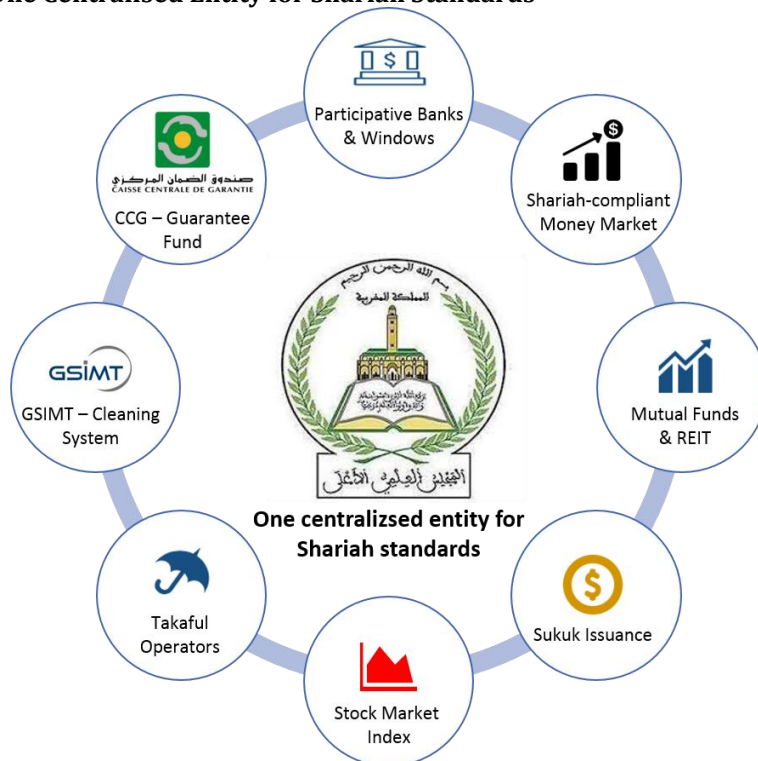 One Centralised Entity for Shariah Standards
Participative Banks
& Windows
$
Shariah-compliant
Money Market
Mutual Funds
& REIT
$
Sukuk Issuance
Stock Market
Index
Takaful
Operators
GSIMT
GSIMT – Cleaning
System
صندوق الضمان المركزي
CAISSE CENTRALE DE GARANTIE
CCG – Guarantee
Fund
$
بسم الله الرحمن الرحيم
المملكة المغربية
المجلس العلمي الأعلى
One centralizsed entity for
Shariah standards